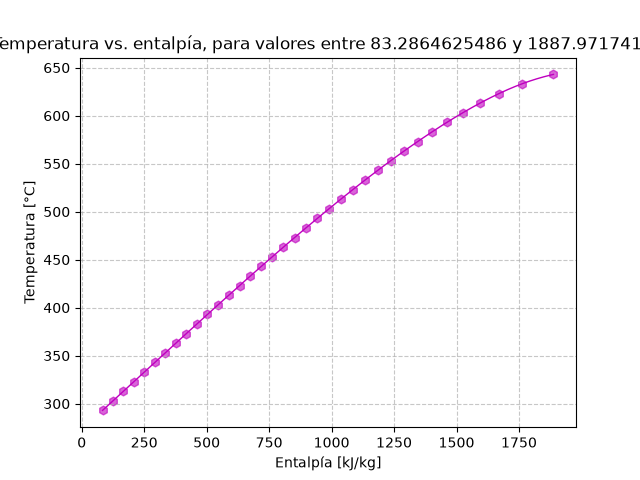 emperatura vs. entalpía, para valores entre 83.2864625486 y 1887.971741
650
600
550
500
450
400
350
300
Temperatura [°C]
0 250 500 750 1000 1250 1500 1750
Entalpía [kJ/kg]